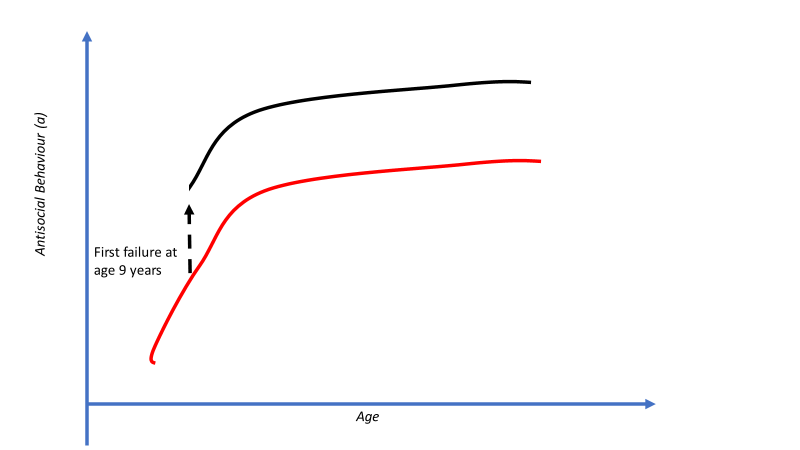 Antisocial Behaviour (a)
First failure at
age 9 years
Age